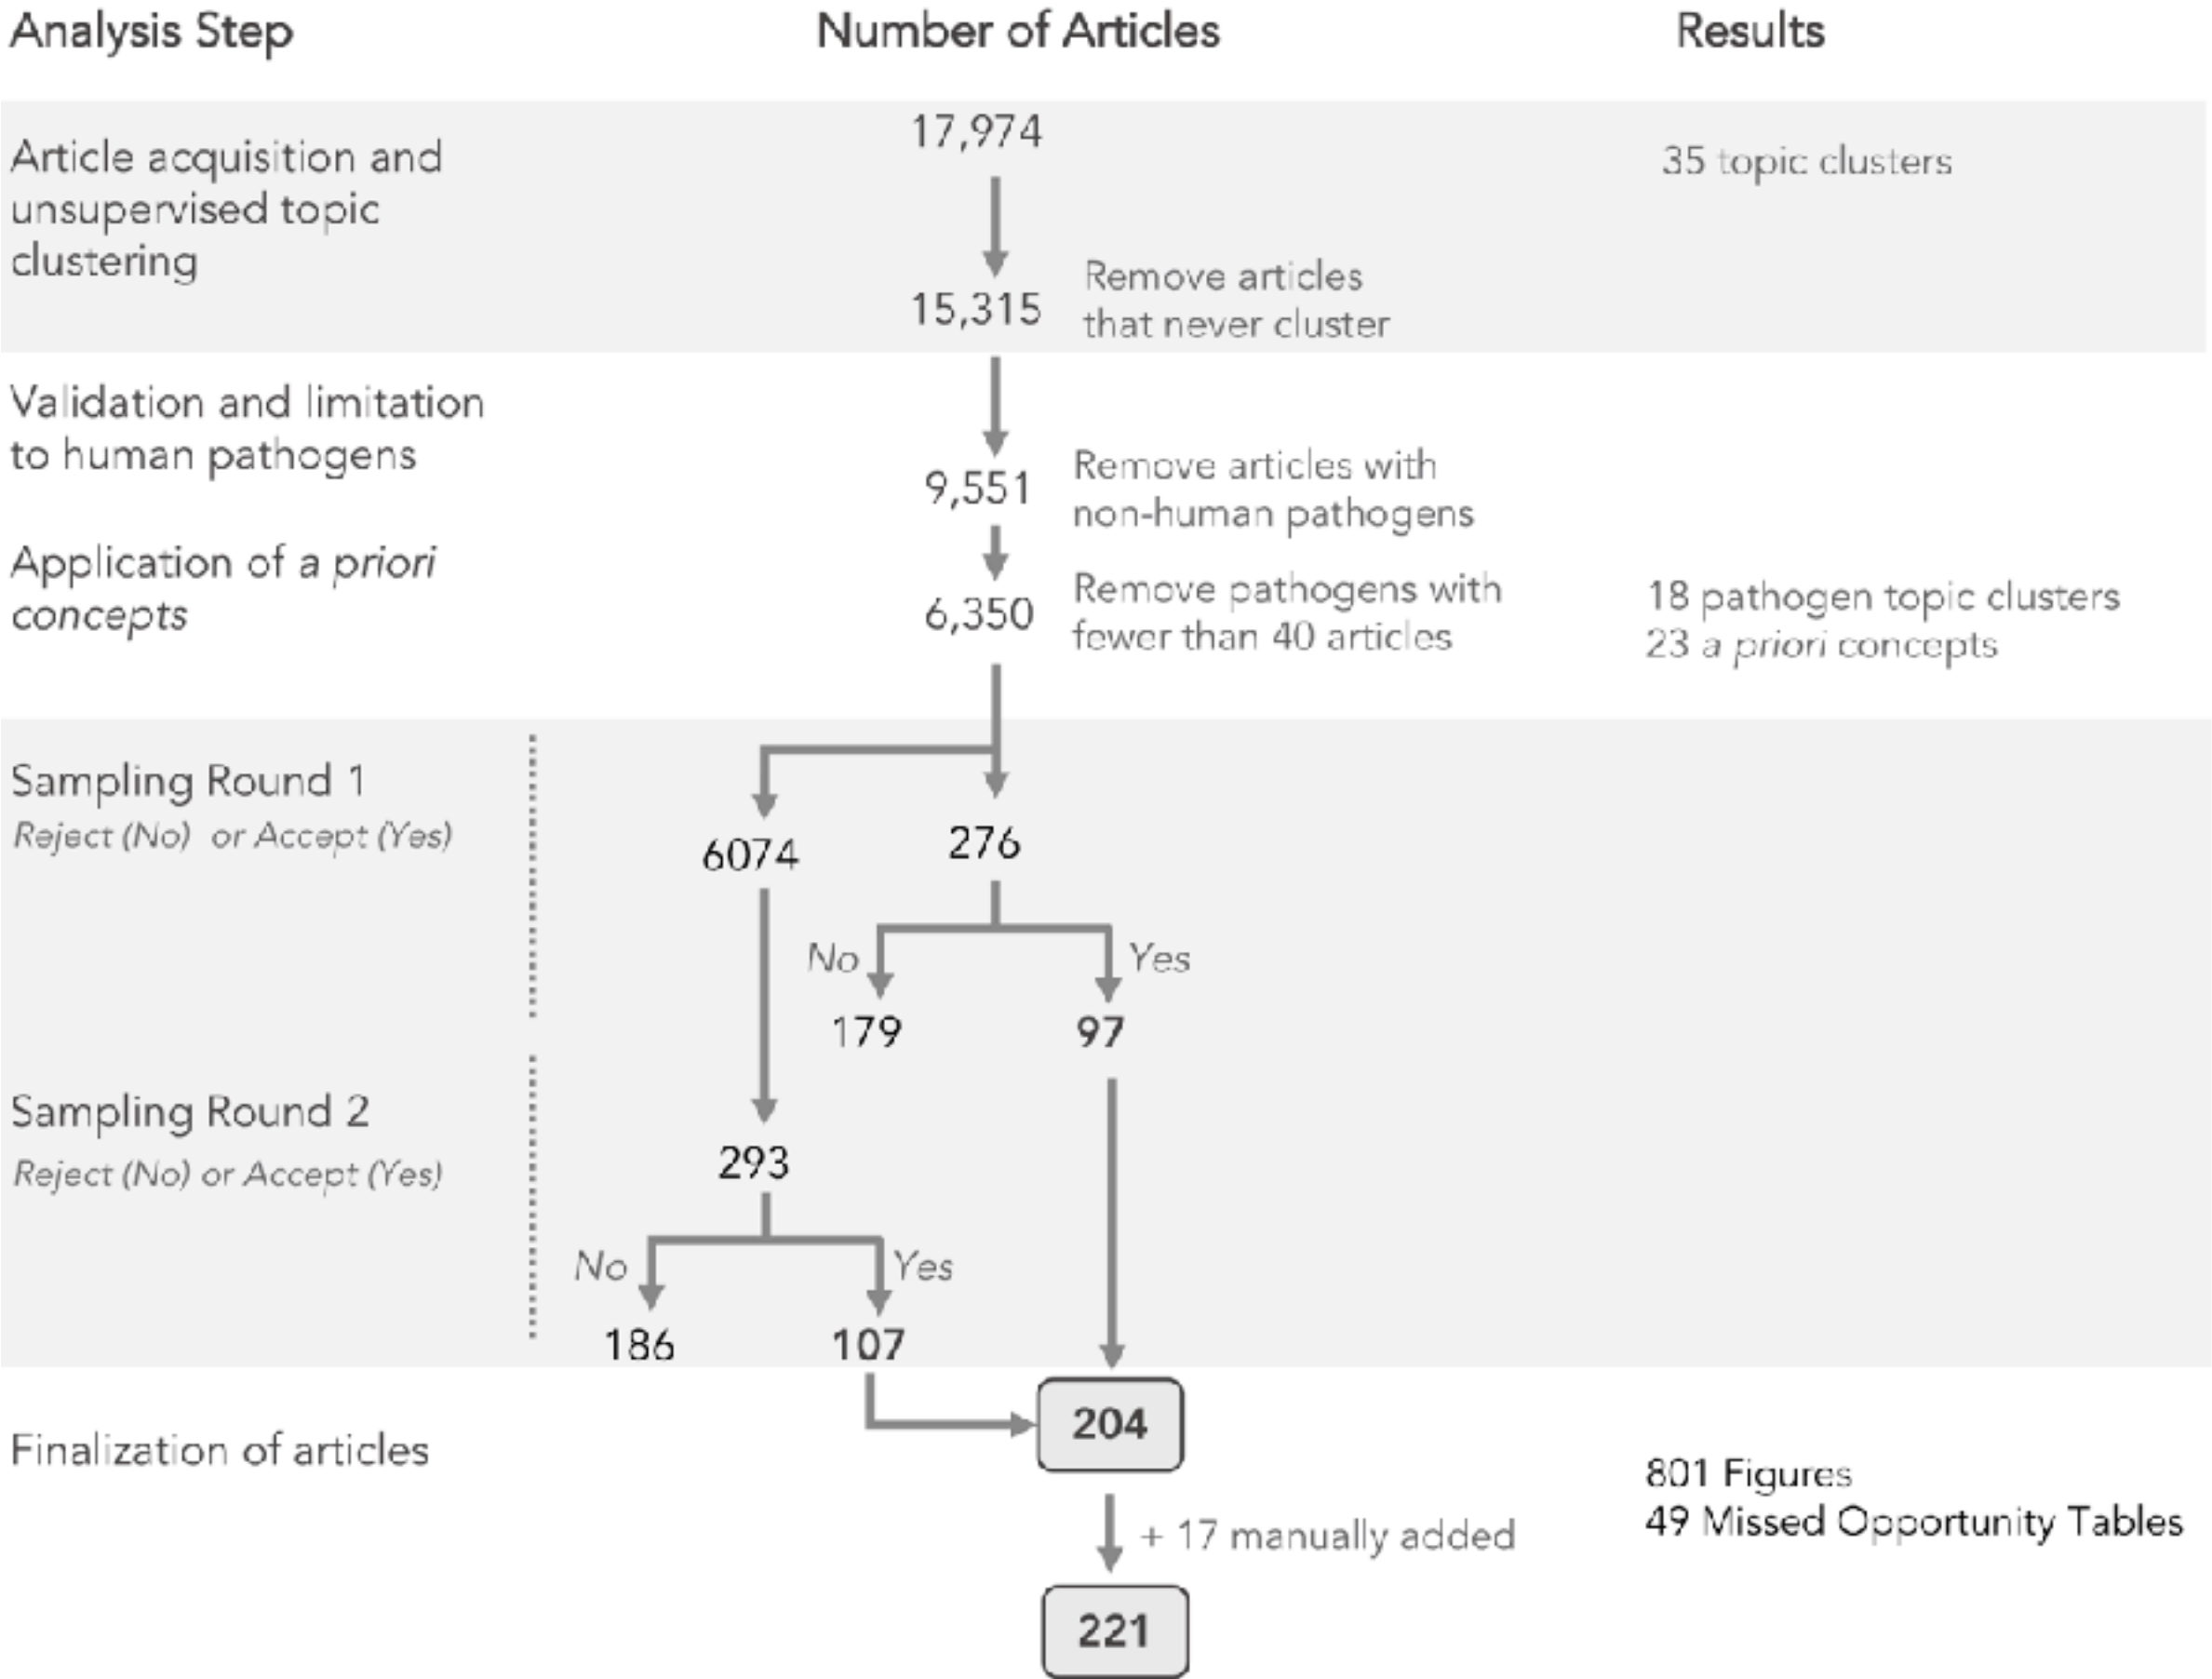 Analysis Step
Number of Articles
Results
Article acquisition and
unsupervised topic
clustering
17,974
35 topic clusters
15,315
Remove articles
that never cluster
Validation and limitation
to human pathogens
9,551
Remove articles with
non-human pathogens
Application of a priori
concepts
6,350
Remove pathogens with
fewer than 40 articles
18 pathogen topic clusters
23 a priori concepts
Sampling Round 1
Reject (No) or Accept (Yes)
6074
276
No
Yes
179
97
Sampling Round 2
Reject (No) or Accept (Yes)
293
No
Yes
186
107
Finalization of articles
204
+ 17 manually added
221
801 Figures
49 Missed Opportunity Tables